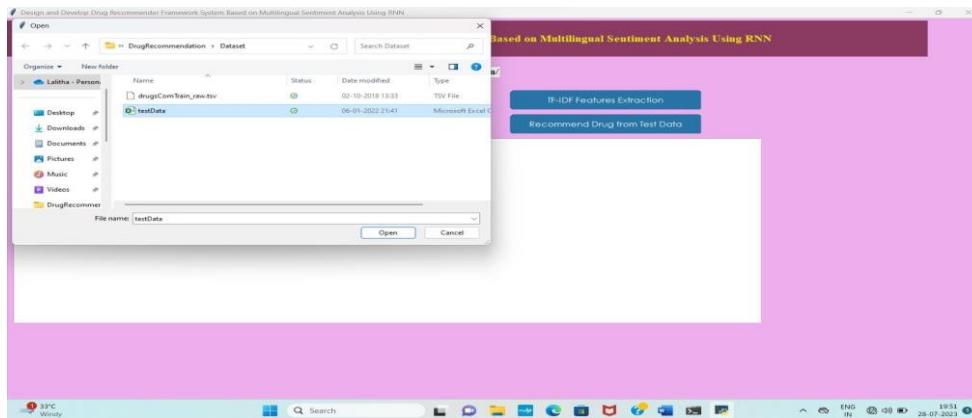 Design and Develop Drug Recommender Framework System Based on Multilingual Sentiment Analysis Using RNN
Open
Based on Multilingual Sentiment Analysis Using RNN
DrugRecommendation > Dataset
Search Dataset
Organize
New folder
Lalitha - Person
Name
Status
Date modified
Type
drugsComTrain_raw.tsv
02-10-2018 13:33
TSV File
testData
06-01-2022 21:41
Microsoft Excel C
Desktop
Downloads
Documents
Pictures
Music
Videos
DrugRecommer
TF-IDF Features Extraction
Recommend Drug from Test Data
File name: testData
Open
Cancel
33°C
Windy
Search
ENG
IN
19:51
28-07-2023